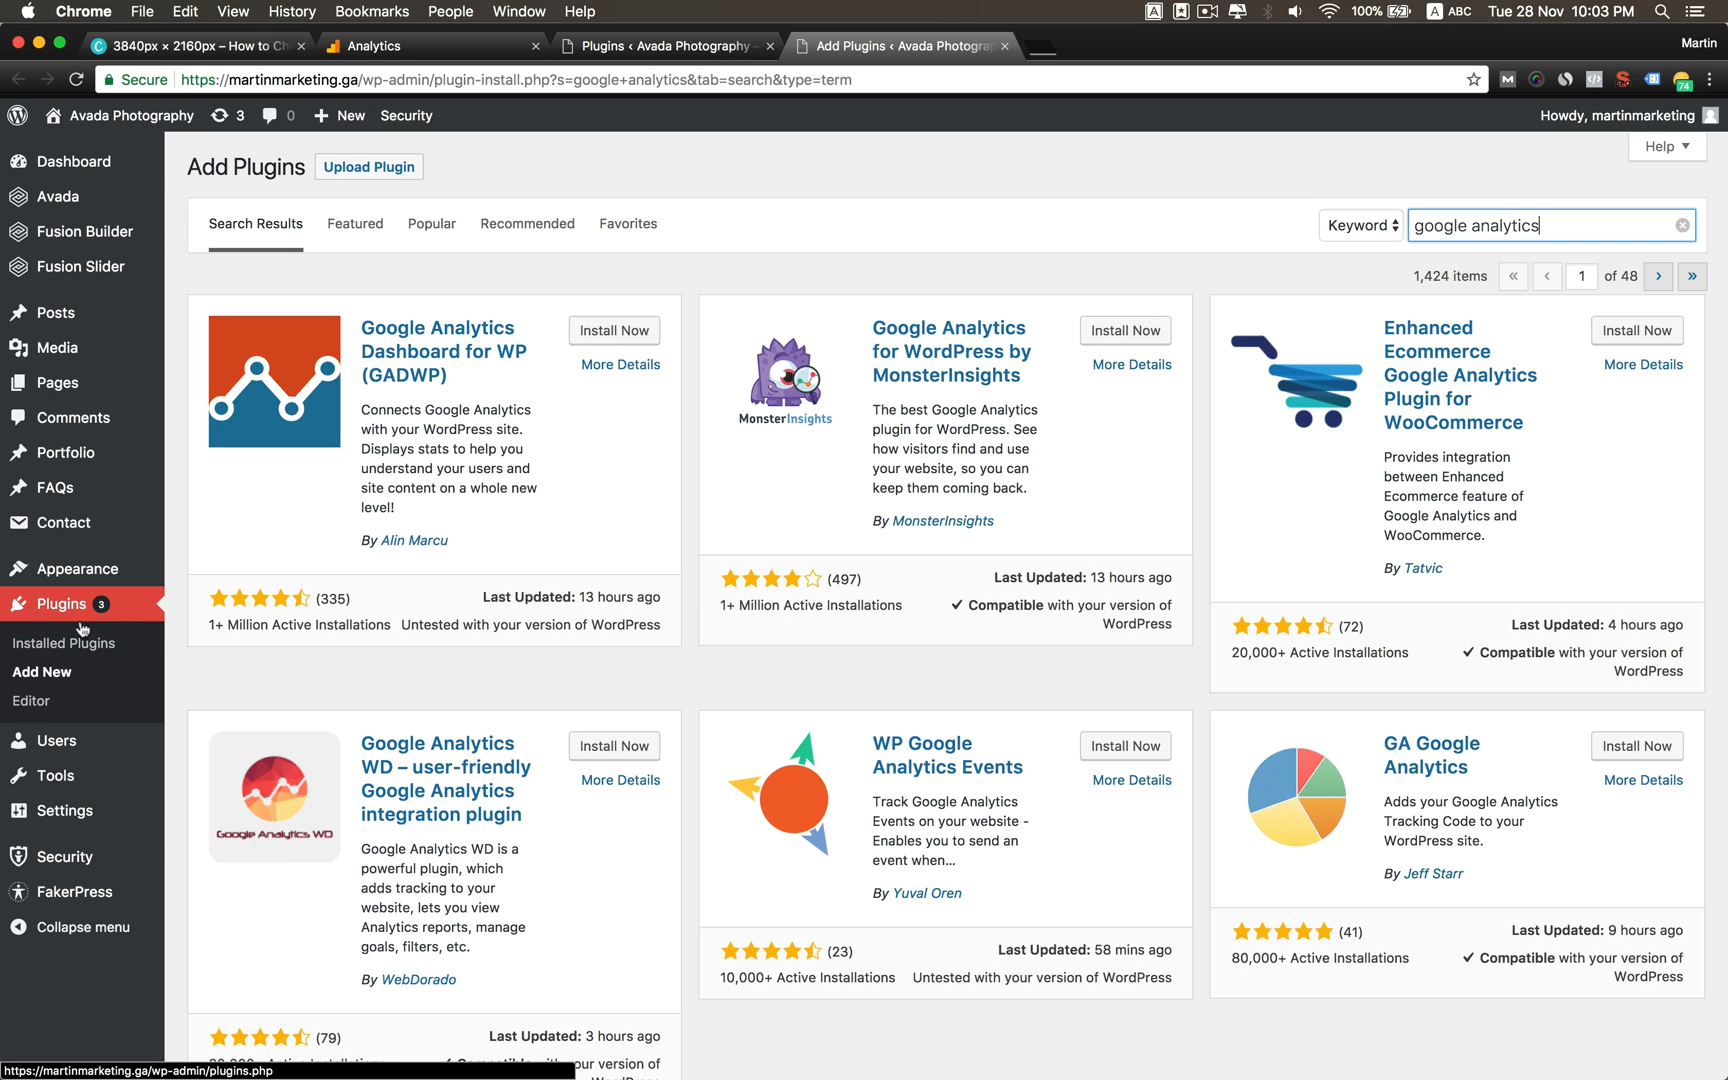 Chrome File Edit View History Bookmarks People Window Help 100% A ABC Tue 28 Nov 10:03 PM
3840px × 2160px – How to Ch Analytics Plugins ‹ Avada Photography – Add Plugins ‹ Avada Photograp Martin
Secure https://martinmarketing.ga/wp-admin/plugin-install.php?s=google+analytics&tab=search&type=term 74
Avada Photography 3 0 New Security Howdy, martinmarketing
Help
Dashboard
Avada
Fusion Builder
Fusion Slider
Posts
Media
Pages
Comments
Portfolio
FAQs
Contact
Appearance
Plugins 3
Installed Plugins
Add New
Editor
Users
Tools
Settings
Security
FakerPress
Collapse menu
Add Plugins Upload Plugin
Search Results Featured Popular Recommended Favorites Keyword google analytics
1,424 items « ‹ 1 of 48 › »
Google Analytics
Dashboard for WP
(GADWP)
Install Now
More Details
Connects Google Analytics
with your WordPress site.
Displays stats to help you
understand your users and
site content on a whole new
level!
By Alin Marcu
(335) Last Updated: 13 hours ago
1+ Million Active Installations Untested with your version of WordPress
MonsterInsights
Google Analytics
for WordPress by
MonsterInsights
Install Now
More Details
The best Google Analytics
plugin for WordPress. See
how visitors find and use
your website, so you can
keep them coming back.
By MonsterInsights
(497) Last Updated: 13 hours ago
1+ Million Active Installations ✓ Compatible with your version of
WordPress
Enhanced
Ecommerce
Google Analytics
Plugin for
WooCommerce
Install Now
More Details
Provides integration
between Enhanced
Ecommerce feature of
Google Analytics and
WooCommerce.
By Tatvic
(72) Last Updated: 4 hours ago
20,000+ Active Installations ✓ Compatible with your version of
WordPress
Google Analytics WD
Google Analytics
WD – user-friendly
Google Analytics
integration plugin
Install Now
More Details
Google Analytics WD is a
powerful plugin, which
adds tracking to your
website, lets you view
Analytics reports, manage
goals, filters, etc.
By WebDorado
(79) Last Updated: 3 hours ago
our version of
WP Google
Analytics Events
Install Now
More Details
Track Google Analytics
Events on your website -
Enables you to send an
event when...
By Yuval Oren
(23) Last Updated: 58 mins ago
10,000+ Active Installations Untested with your version of WordPress
GA Google
Analytics
Install Now
More Details
Adds your Google Analytics
Tracking Code to your
WordPress site.
By Jeff Starr
(41) Last Updated: 9 hours ago
80,000+ Active Installations ✓ Compatible with your version of
WordPress
https://martinmarketing.ga/wp-admin/plugins.php